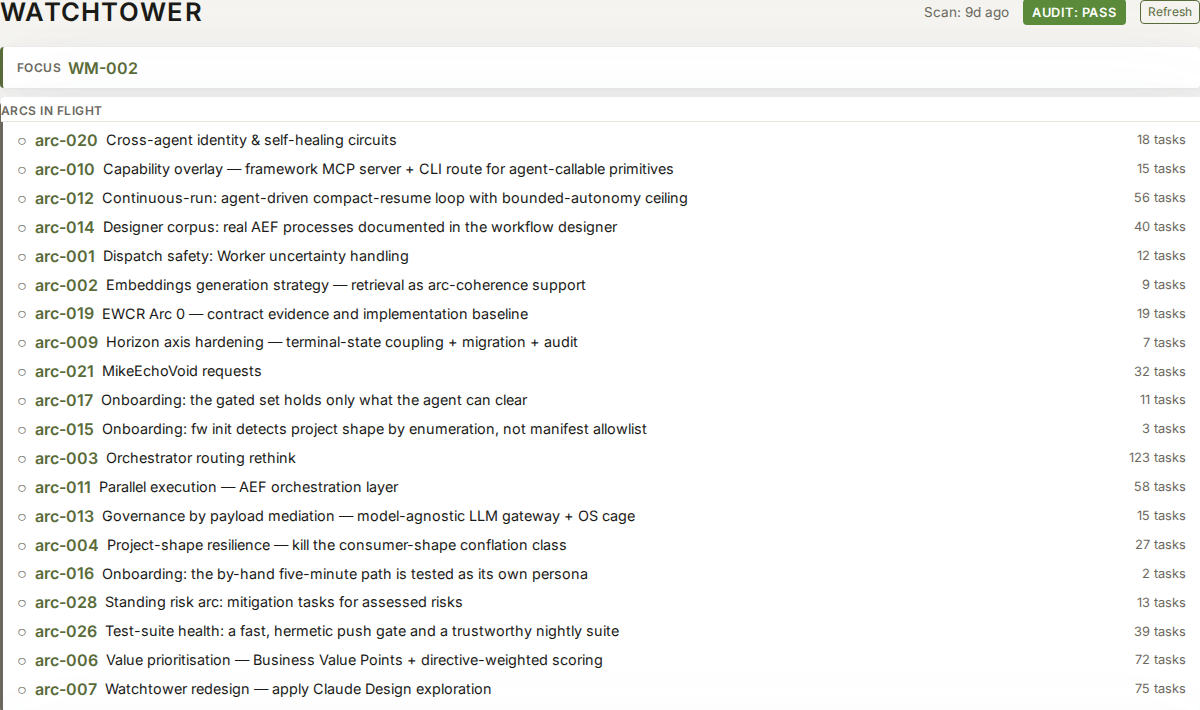 WATCHTOWER Scan: 9d ago AUDIT: PASS Refresh
FOCUS WM-002
ARCS IN FLIGHT
○ arc-020 Cross-agent identity & self-healing circuits 18 tasks
○ arc-010 Capability overlay — framework MCP server + CLI route for agent-callable primitives 15 tasks
○ arc-012 Continuous-run: agent-driven compact-resume loop with bounded-autonomy ceiling 56 tasks
○ arc-014 Designer corpus: real AEF processes documented in the workflow designer 40 tasks
○ arc-001 Dispatch safety: Worker uncertainty handling 12 tasks
○ arc-002 Embeddings generation strategy — retrieval as arc-coherence support 9 tasks
○ arc-019 EWCR Arc 0 — contract evidence and implementation baseline 19 tasks
○ arc-009 Horizon axis hardening — terminal-state coupling + migration + audit 7 tasks
○ arc-021 MikeEchoVoid requests 32 tasks
○ arc-017 Onboarding: the gated set holds only what the agent can clear 11 tasks
○ arc-015 Onboarding: fw init detects project shape by enumeration, not manifest allowlist 3 tasks
○ arc-003 Orchestrator routing rethink 123 tasks
○ arc-011 Parallel execution — AEF orchestration layer 58 tasks
○ arc-013 Governance by payload mediation — model-agnostic LLM gateway + OS cage 15 tasks
○ arc-004 Project-shape resilience — kill the consumer-shape conflation class 27 tasks
○ arc-016 Onboarding: the by-hand five-minute path is tested as its own persona 2 tasks
○ arc-028 Standing risk arc: mitigation tasks for assessed risks 13 tasks
○ arc-026 Test-suite health: a fast, hermetic push gate and a trustworthy nightly suite 39 tasks
○ arc-006 Value prioritisation — Business Value Points + directive-weighted scoring 72 tasks
○ arc-007 Watchtower redesign — apply Claude Design exploration 75 tasks